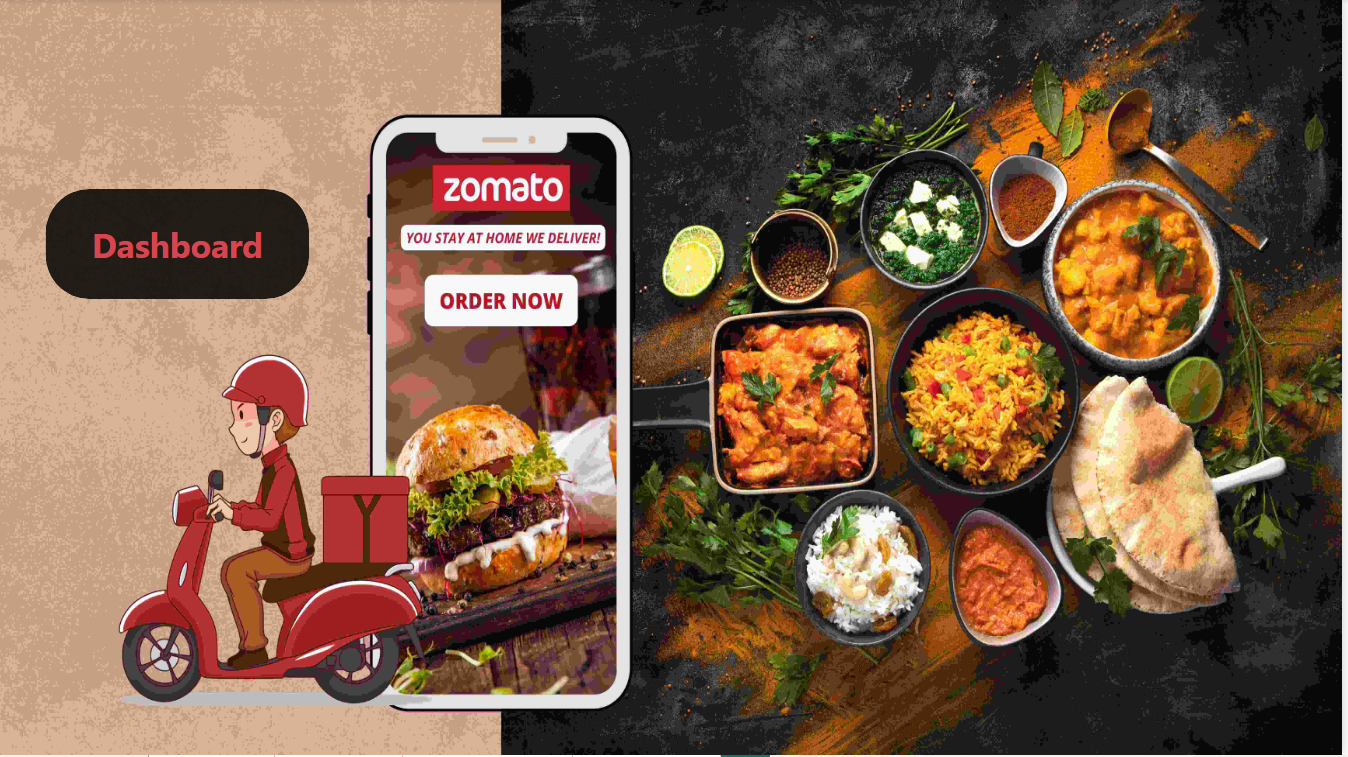 Dashboard
zomato
YOU STAY AT HOME WE DELIVER!
ORDER NOW